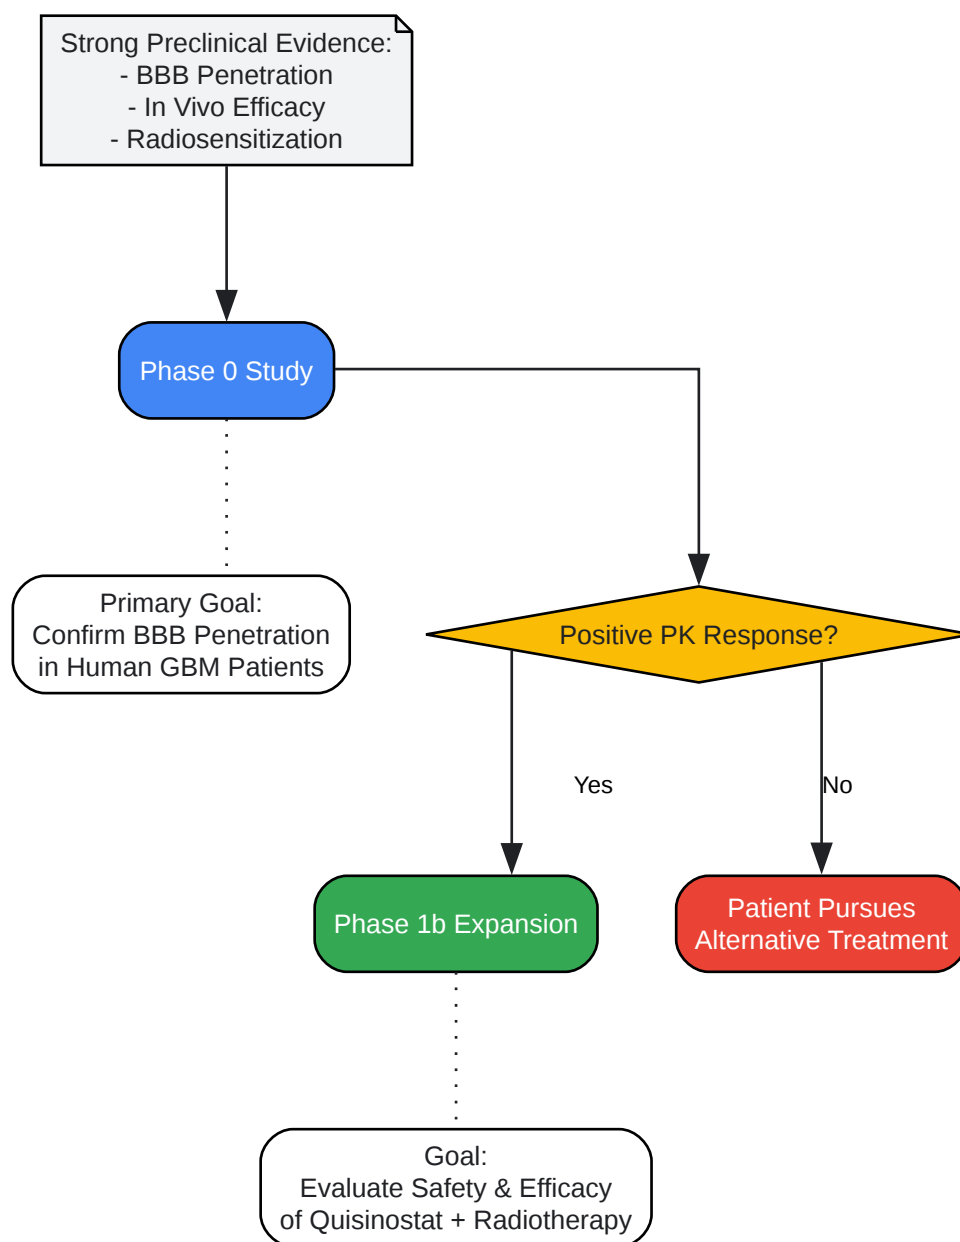 Strong Preclinical Evidence:
- BBB Penetration
- In Vivo Efficacy
- Radiosensitization
Phase 0 Study
Primary Goal:
Confirm BBB Penetration
in Human GBM Patients
Positive PK Response?
Yes
No
Phase 1b Expansion
Patient Pursues
Alternative Treatment
Goal:
Evaluate Safety & Efficacy
of Quisinostat + Radiotherapy